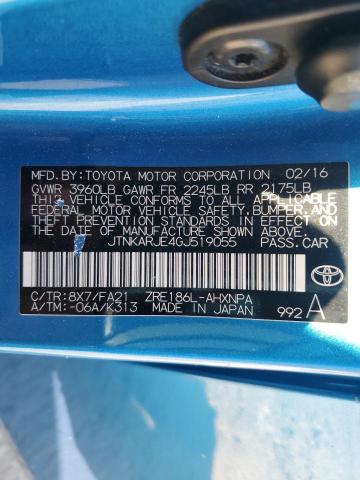 MFD.BY:TOYOTA MOTOR CORPORATION 02/16
GVWR 3960LB GAWR FR 2245LB RR 2175LB
THIS VEHICLE CONFORMS TO ALL APPLICABLE
FEDERAL MOTOR VEHICLE SAFETY, BUMPER, AND
THEFT PREVENTION STANDARDS IN EFFECT ON
THE DATE OF MANUFACTURE SHOWN ABOVE.
JTNKARJE4GJ519055 PASS.CAR
C/TR:8X7/FA21 ZRE186L-AHXNPA
A/TM:-06A/K313 MADE IN JAPAN 992 A